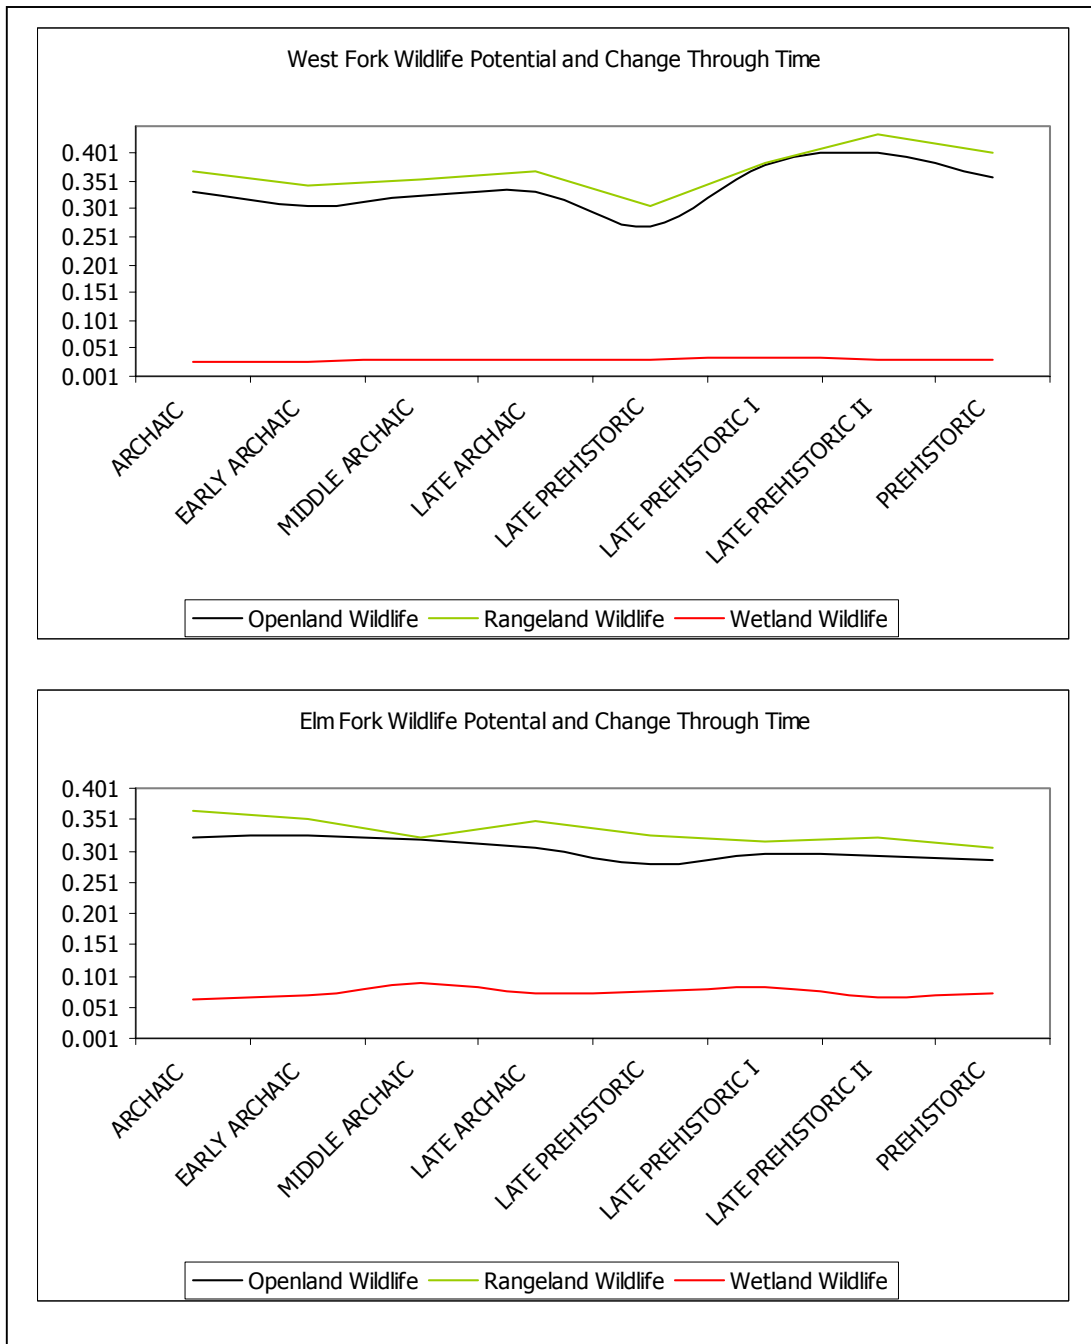 West Fork Wildlife Potential and Change Through Time
0.401
0.351
0.301
0.251
0.201
0.151
0.101
0.051
0.001
ARCHAIC
EARLY ARCHAIC
MIDDLE ARCHAIC
LATE ARCHAIC
LATE PREHISTORIC
LATE PREHISTORIC I
LATE PREHISTORIC II
PREHISTORIC
Openland Wildlife Rangeland Wildlife Wetland Wildlife
Elm Fork Wildlife Potental and Change Through Time
0.401
0.351
0.301
0.251
0.201
0.151
0.101
0.051
0.001
ARCHAIC
EARLY ARCHAIC
MIDDLE ARCHAIC
LATE ARCHAIC
LATE PREHISTORIC
LATE PREHISTORIC I
LATE PREHISTORIC II
PREHISTORIC
Openland Wildlife Rangeland Wildlife Wetland Wildlife